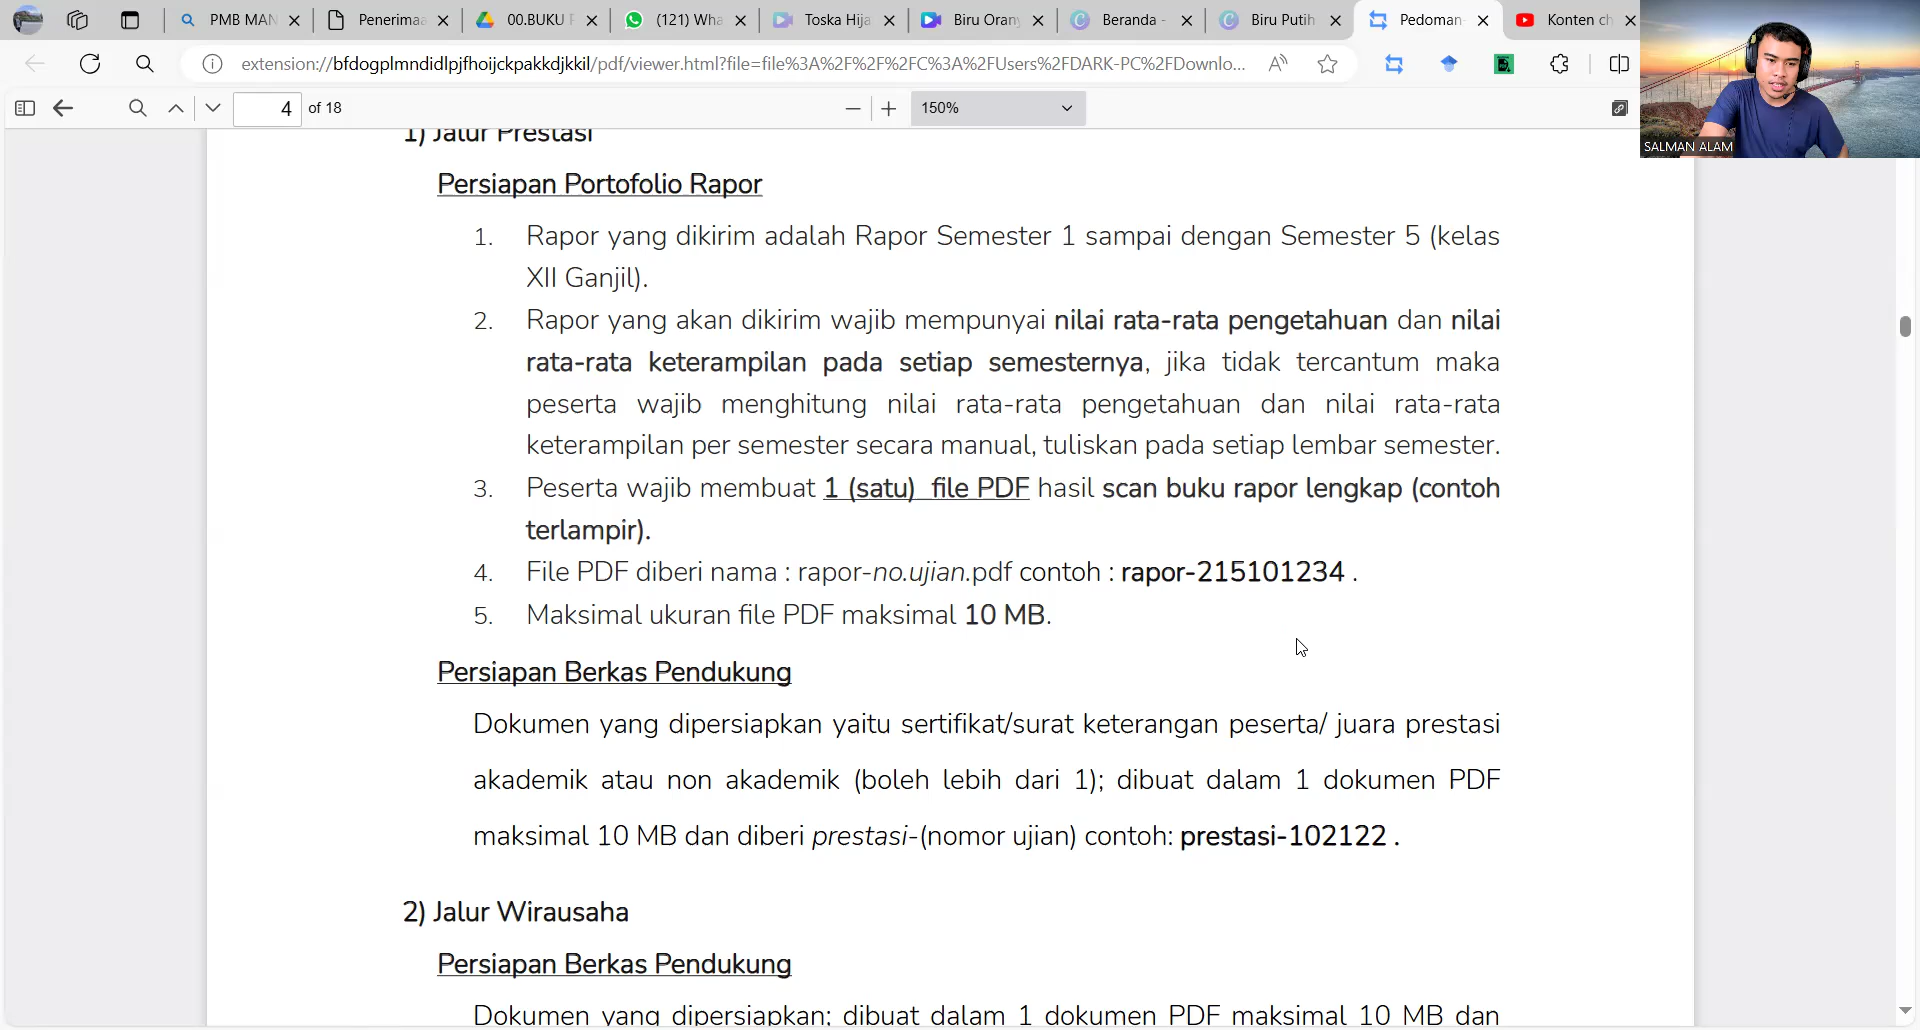 PMB MAN
Penerimaa
00.BUKU F
(121) Wha
Toska Hija
Biru Oran
Beranda -
Biru Putih
Pedoman-
Konten ch
extension://bfdogplmndidlpjfhoijckpakkdjkkil/pdf/viewer.html?file=file%3A%2F%2F%2FC%3A%2FUsers%2FDARK-PC%2FDownlo...
4 of 18
150%
SALMAN ALAM
1) Jalur Prestasi
Persiapan Portofolio Rapor
1. Rapor yang dikirim adalah Rapor Semester 1 sampai dengan Semester 5 (kelas
XII Ganjil).
2. Rapor yang akan dikirim wajib mempunyai nilai rata-rata pengetahuan dan nilai
rata-rata keterampilan pada setiap semesternya, jika tidak tercantum maka
peserta wajib menghitung nilai rata-rata pengetahuan dan nilai rata-rata
keterampilan per semester secara manual, tuliskan pada setiap lembar semester.
3. Peserta wajib membuat 1 (satu) file PDF hasil scan buku rapor lengkap (contoh
terlampir).
4. File PDF diberi nama : rapor-no.ujian.pdf contoh : rapor-215101234 .
5. Maksimal ukuran file PDF maksimal 10 MB.
Persiapan Berkas Pendukung
Dokumen yang dipersiapkan yaitu sertifikat/surat keterangan peserta/ juara prestasi
akademik atau non akademik (boleh lebih dari 1); dibuat dalam 1 dokumen PDF
maksimal 10 MB dan diberi prestasi-(nomor ujian) contoh: prestasi-102122 .
2) Jalur Wirausaha
Persiapan Berkas Pendukung
Dokumen yang dipersiapkan; dibuat dalam 1 dokumen PDF maksimal 10 MB dan